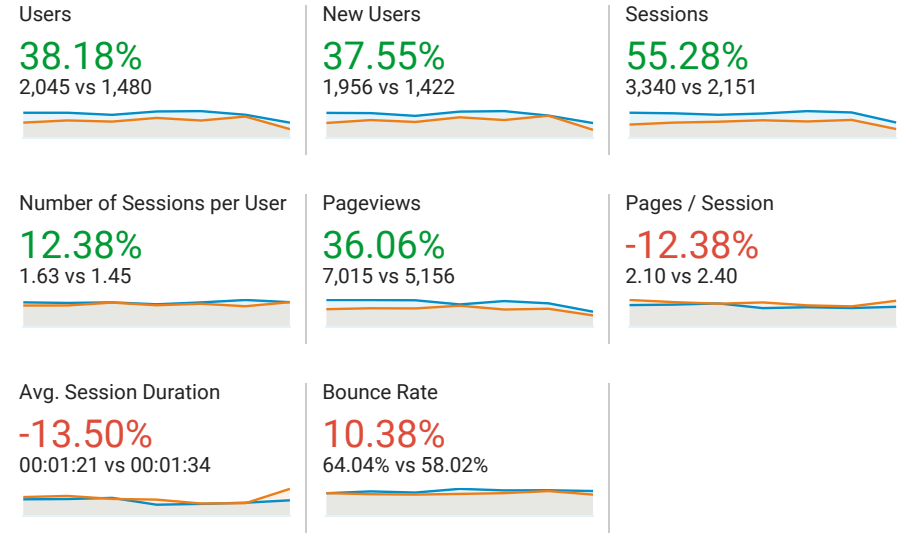 Users
38.18%
2,045 vs 1,480
New Users
37.55%
1,956 vs 1,422
Sessions
55.28%
3,340 vs 2,151
Number of Sessions per User
12.38%
1.63 vs 1.45
Pageviews
36.06%
7,015 vs 5,156
Pages / Session
-12.38%
2.10 vs 2.40
Avg. Session Duration
-13.50%
00:01:21 vs 00:01:34
Bounce Rate
10.38%
64.04% vs 58.02%